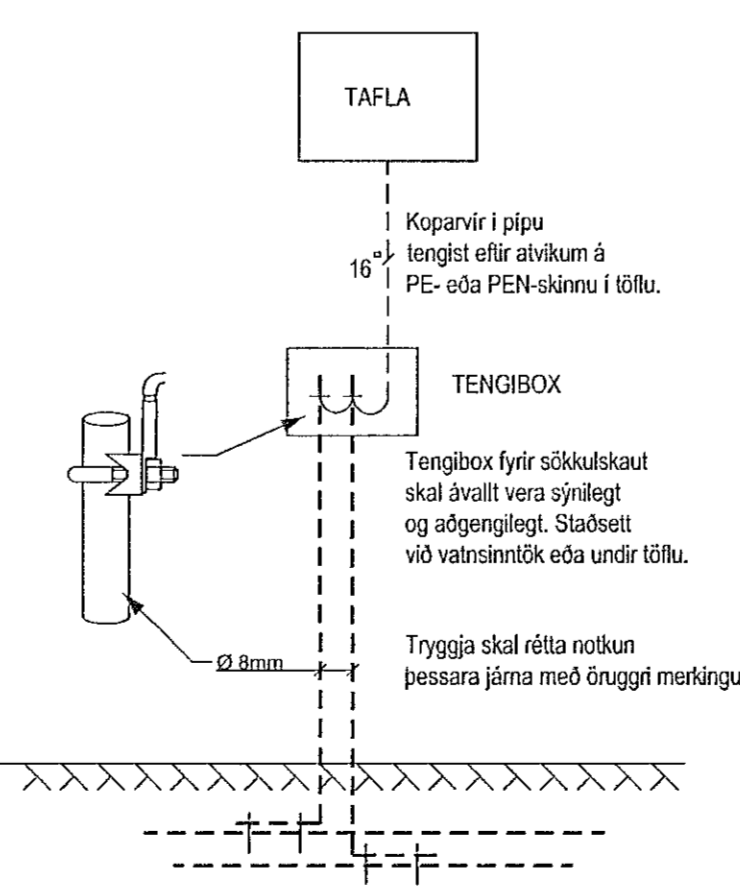 TAFLA
Koparvír i pípu
tengist eftir atvikum á
PE- eða PEN-skinnu í töflu.
16▫
TENGIBOX
Tengibox fyrir sökkulskaut
skal ávallt vera sýnilegt
og aðgengilegt. Staðsett
við vatnsinntök eða undir töflu.
Tryggja skal rétta notkun
þessara járna með öruggri merkingu
Ø 8mm